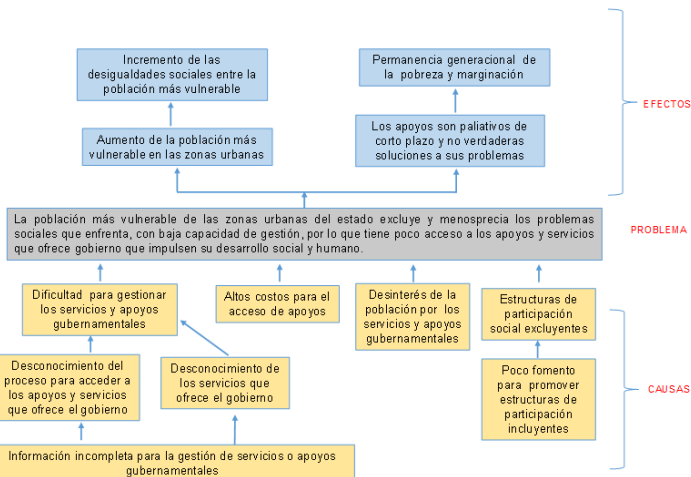 Incremento de las
desigualdades sociales entre la
población más vulnerable
Permanencia generacional de
la pobreza y marginación
EFECTOS
Aumento de la población más
vulnerable en las zonas urbanas
Los apoyos son paliativos de
corto plazo y no verdaderas
soluciones a sus problemas
La población más vulnerable de las zonas urbanas del estado excluye y menosprecia los problemas
sociales que enfrenta, con baja capacidad de gestión, por lo que tiene poco acceso a los apoyos y servicios
que ofrece gobierno que impulsen su desarrollo social y humano.
PROBLEMA
Dificultad para gestionar
los servicios y apoyos
gubernamentales
Altos costos para el
acceso de apoyos
Desinterés de la
población por los
servicios y apoyos
gubernamentales
Estructuras de
participación
social excluyentes
Desconocimiento del
proceso para acceder a
los apoyos y servicios
que ofrece el gobierno
Desconocimiento de
los servicios que
ofrece el gobierno
Poco fomento
para promover
estructuras de
participación
incluyentes
CAUSAS
Información incompleta para la gestión de servicios o apoyos
gubernamentales